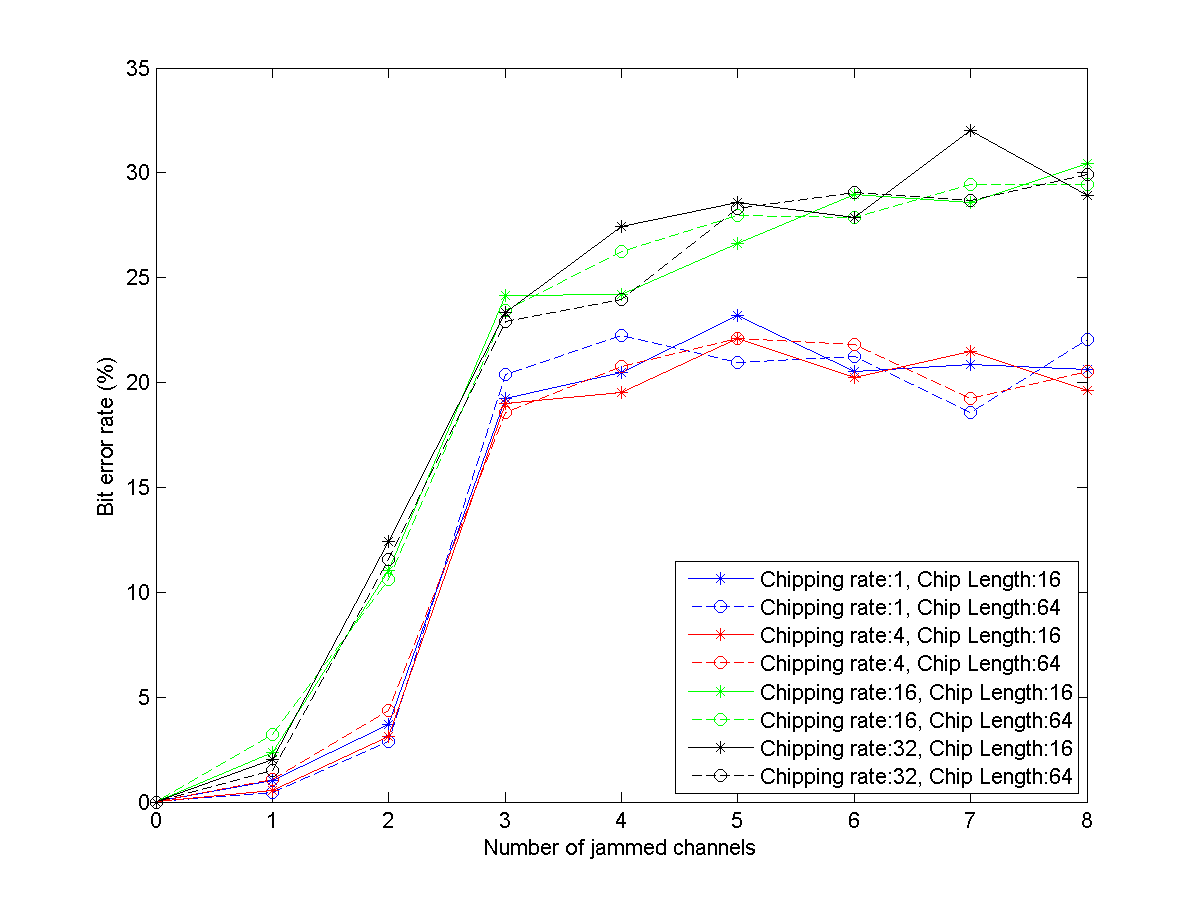 35
30
25
20
15
10
5
0
Bit error rate (%)
Chipping rate:1, Chip Length:16
Chipping rate:1, Chip Length:64
Chipping rate:4, Chip Length:16
Chipping rate:4, Chip Length:64
Chipping rate:16, Chip Length:16
Chipping rate:16, Chip Length:64
Chipping rate:32, Chip Length:16
Chipping rate:32, Chip Length:64
0 1 2 3 4 5 6 7 8
Number of jammed channels